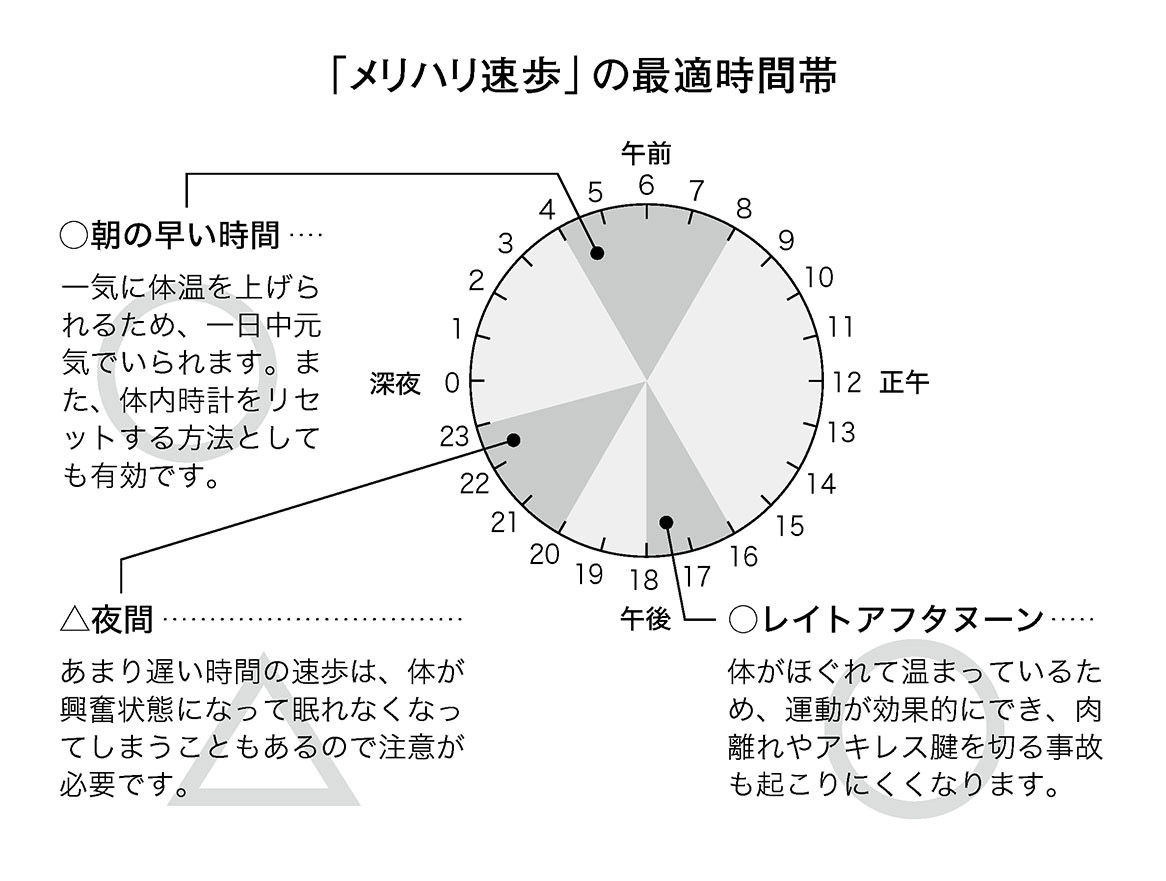 「メリハリ速歩」の最適時間帯
午前
5
6
7
4
8
3
9
2
10
1
11
深夜
0
12
正午
23
13
22
14
21
15
20
16
19
18
17
午後
○朝の早い時間‥‥
一気に体温を上げら
れるため、一日中元
気でいられます。ま
た、体内時計をリセ
ットする方法として
も有効です。
△夜間‥‥‥‥‥‥‥‥‥‥‥‥‥‥‥
あまり遅い時間の速歩は、体が
興奮状態になって眠れなくなっ
てしまうこともあるので注意が
必要です。
○レイトアフタヌーン‥‥
体がほぐれて温まっているた
め、運動が効果的にでき、肉
離れやアキレス腱を切る事故
も起こりにくくなります。